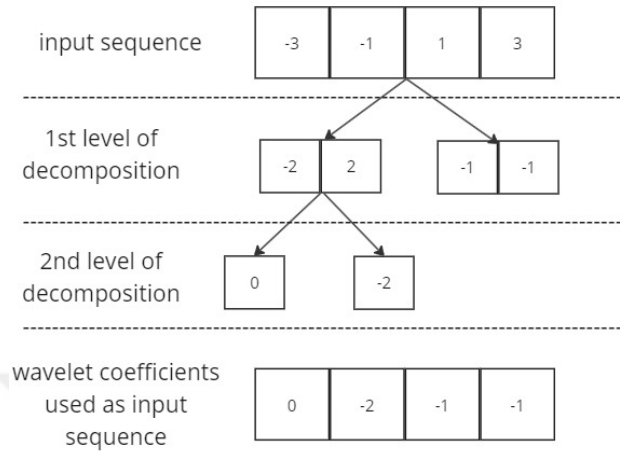 input sequence
-3 -1 1 3
1st level of
decomposition
-2 2 -1 -1
2nd level of
decomposition
0 -2
wavelet coefficients
used as input
sequence
0 -2 -1 -1